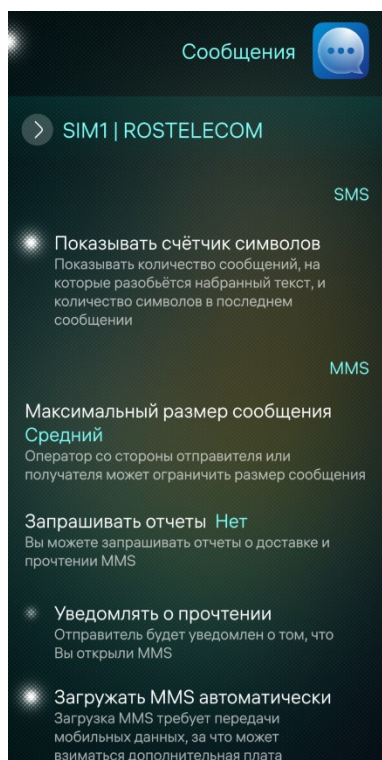 Сообщения
SIM1 | ROSTELECOM
SMS
Показывать счётчик символов
Показывать количество сообщений, на
которые разобьётся набранный текст, и
количество символов в последнем
сообщении
MMS
Максимальный размер сообщения
Средний
Оператор со стороны отправителя или
получателя может ограничить размер сообщения
Запрашивать отчеты Нет
Вы можете запрашивать отчеты о доставке и
прочтении MMS
Уведомлять о прочтении
Отправитель будет уведомлен о том, что
Вы открыли MMS
Загружать MMS автоматически
Загрузка MMS требует передачи
мобильных данных, за что может
взиматься дополнительная плата